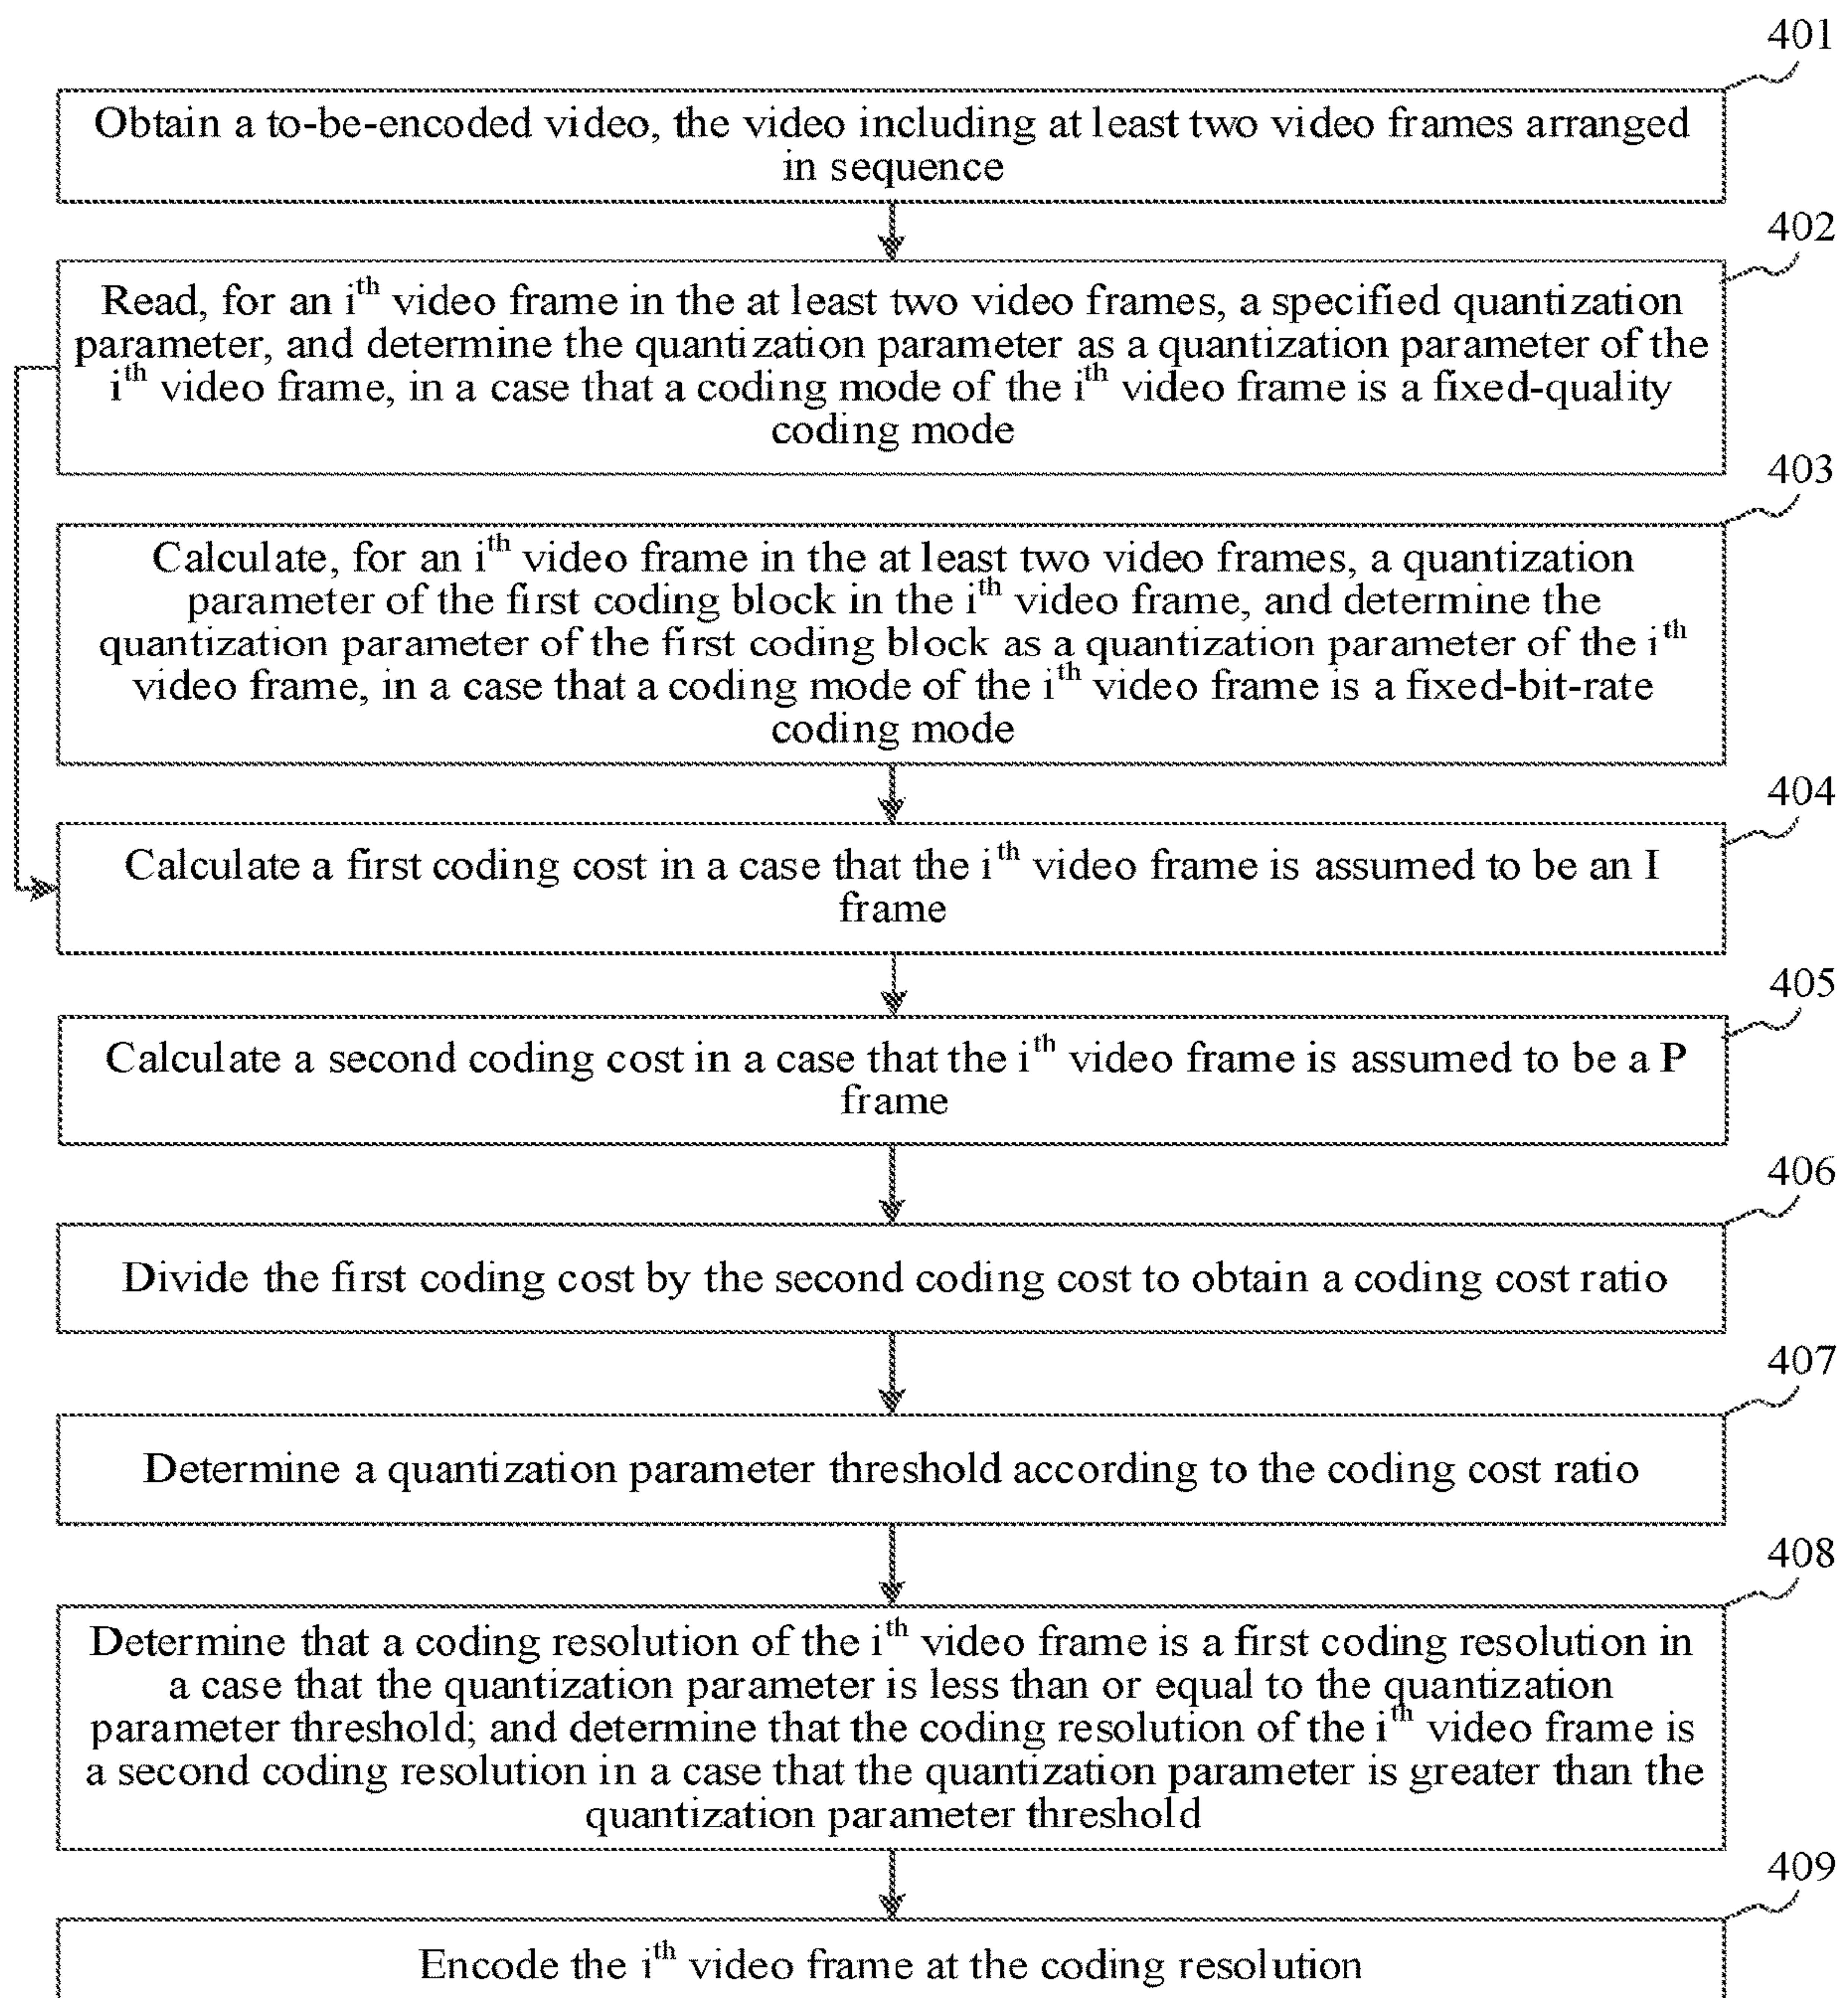 401
Obtain a to-be-encoded video, the video including at least two video frames arranged
in sequence
402
Read, for an i^th video frame in the at least two video frames, a specified quantization
parameter, and determine the quantization parameter as a quantization parameter of the
i^th video frame, in a case that a coding mode of the i^th video frame is a fixed-quality
coding mode
403
Calculate, for an i^th video frame in the at least two video frames, a quantization
parameter of the first coding block in the i^th video frame, and determine the
quantization parameter of the first coding block as a quantization parameter of the i^th
video frame, in a case that a coding mode of the i^th video frame is a fixed-bit-rate
coding mode
404
Calculate a first coding cost in a case that the i^th video frame is assumed to be an I
frame
405
Calculate a second coding cost in a case that the i^th video frame is assumed to be a P
frame
406
Divide the first coding cost by the second coding cost to obtain a coding cost ratio
407
Determine a quantization parameter threshold according to the coding cost ratio
408
Determine that a coding resolution of the i^th video frame is a first coding resolution in
a case that the quantization parameter is less than or equal to the quantization
parameter threshold; and determine that the coding resolution of the i^th video frame is
a second coding resolution in a case that the quantization parameter is greater than the
quantization parameter threshold
409
Encode the i^th video frame at the coding resolution